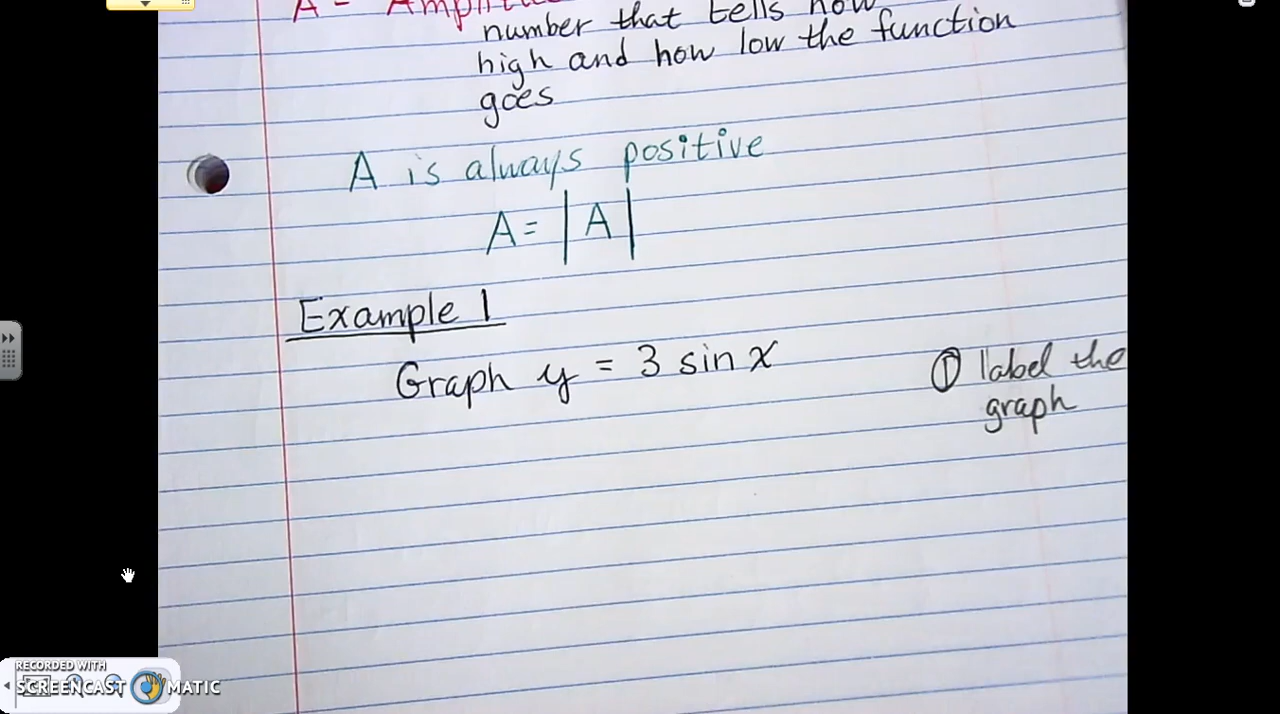 A = Amplitude
number that tells how
high and how low the function
goes
A is always positive
A = |A|
Example 1
Graph y = 3 sin x
① label the
graph
RECORDED WITH
SCREENCAST MATIC